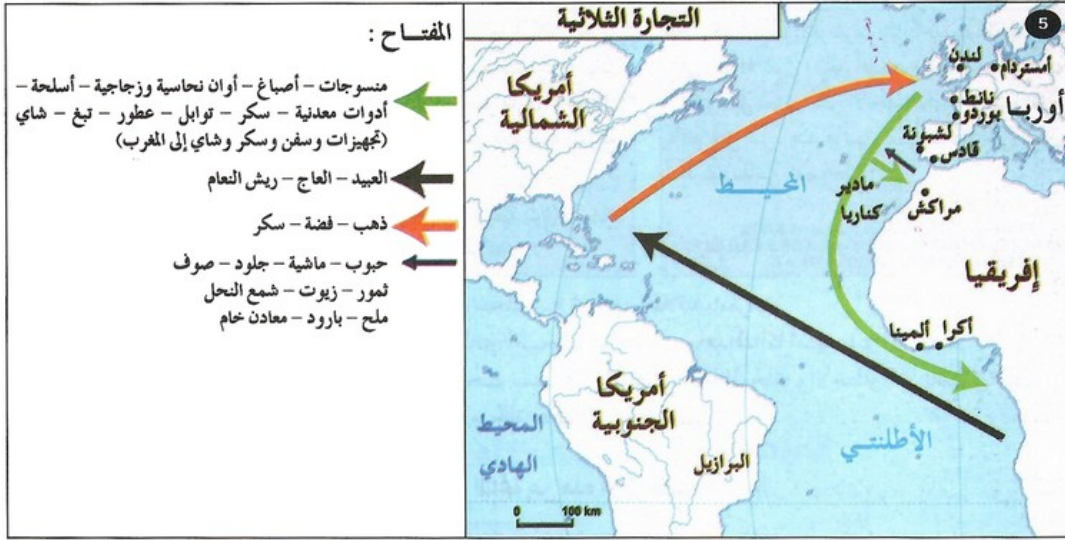 التجارة الثلاثية
5
المفتاح :
منسوجات – أصباغ – أوان نحاسية وزجاجية – أسلحة –
أدوات معدنية – سكر – توابل – عطور – تبغ – شاي
(تجهيزات وسفن وسكر وشاي إلى المغرب)
العبيد – العاج – ريش النعام
ذهب – فضة – سكر
حبوب – ماشية – جلود – صوف
ثمور – زيوت – شمع النحل
ملح – بارود – معادن خام
أمريكا
الشمالية
لندن
أمستردام
أوربا
نانط
بوردو
لشبونة
قادس
المحيط
مادير
كناريا
مراكش
إفريقيا
أكرا
ألمينا
أمريكا
الجنوبية
المحيط
الهادي
البرازيل
الأطلنتي
0 100 km